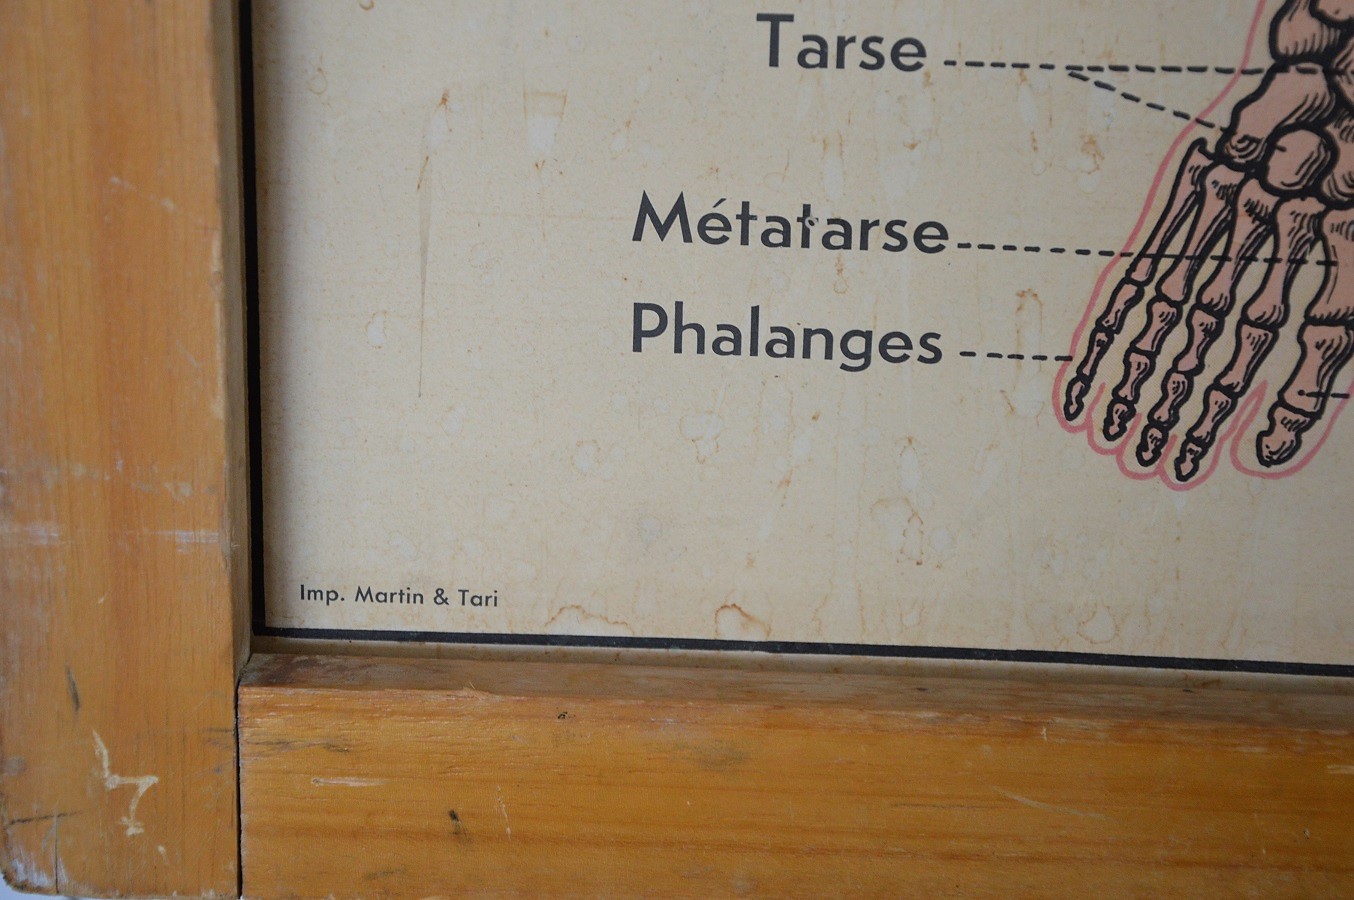 Tarse
Métatarse
Phalanges
Imp. Martin & Tari